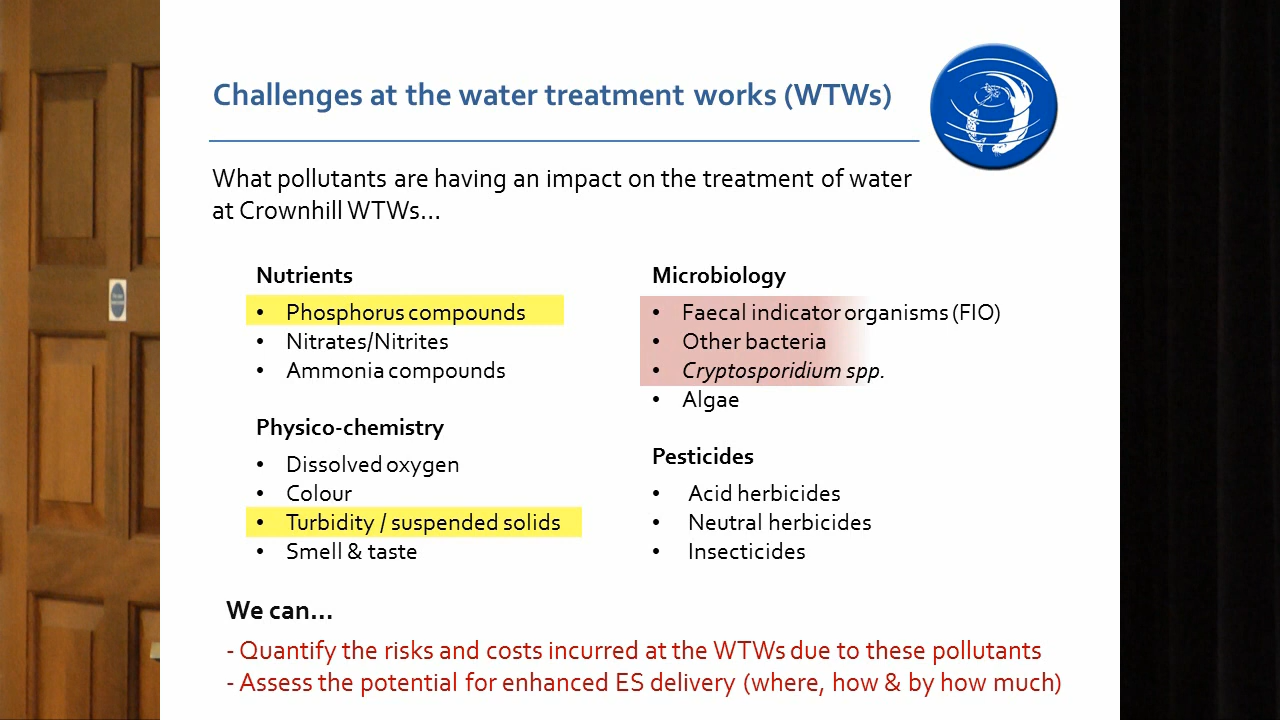 Challenges at the water treatment works (WTWs)
What pollutants are having an impact on the treatment of water
at Crownhill WTWs...
Nutrients
• Phosphorus compounds
• Nitrates/Nitrites
• Ammonia compounds
Physico-chemistry
• Dissolved oxygen
• Colour
• Turbidity / suspended solids
• Smell & taste
Microbiology
• Faecal indicator organisms (FIO)
• Other bacteria
• Cryptosporidium spp.
• Algae
Pesticides
• Acid herbicides
• Neutral herbicides
• Insecticides
We can...
- Quantify the risks and costs incurred at the WTWs due to these pollutants
- Assess the potential for enhanced ES delivery (where, how & by how much)